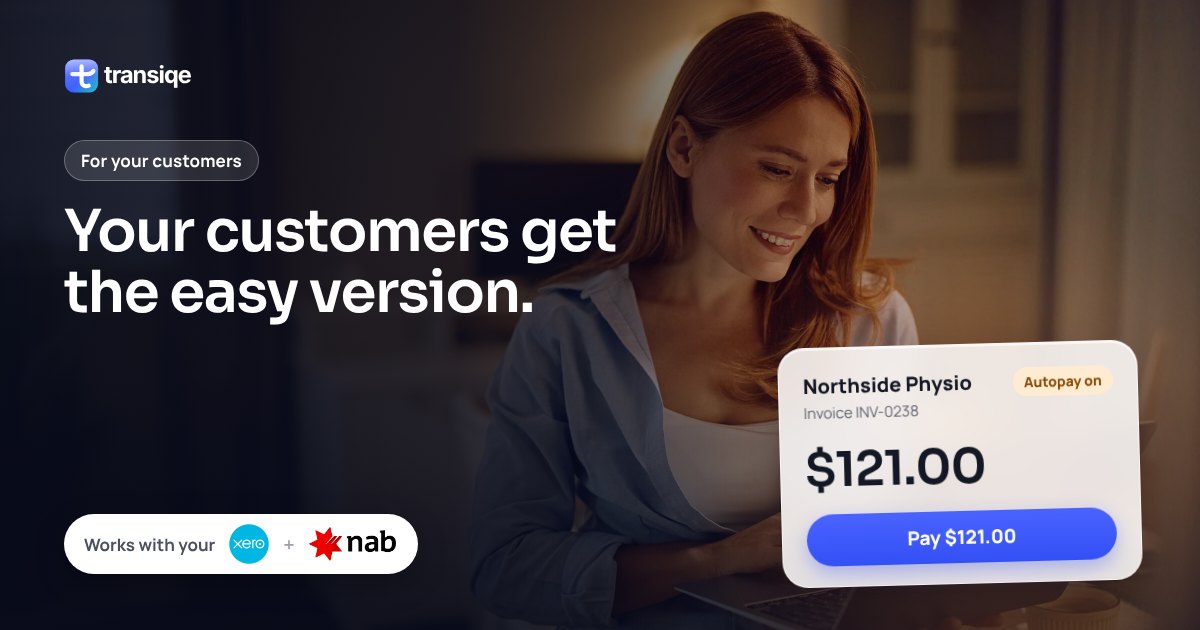 transiqe
For your customers
Your customers get
the easy version.
Northside Physio
Autopay on
Invoice INV-0238
$121.00
Pay $121.00
Works with your xero + nab